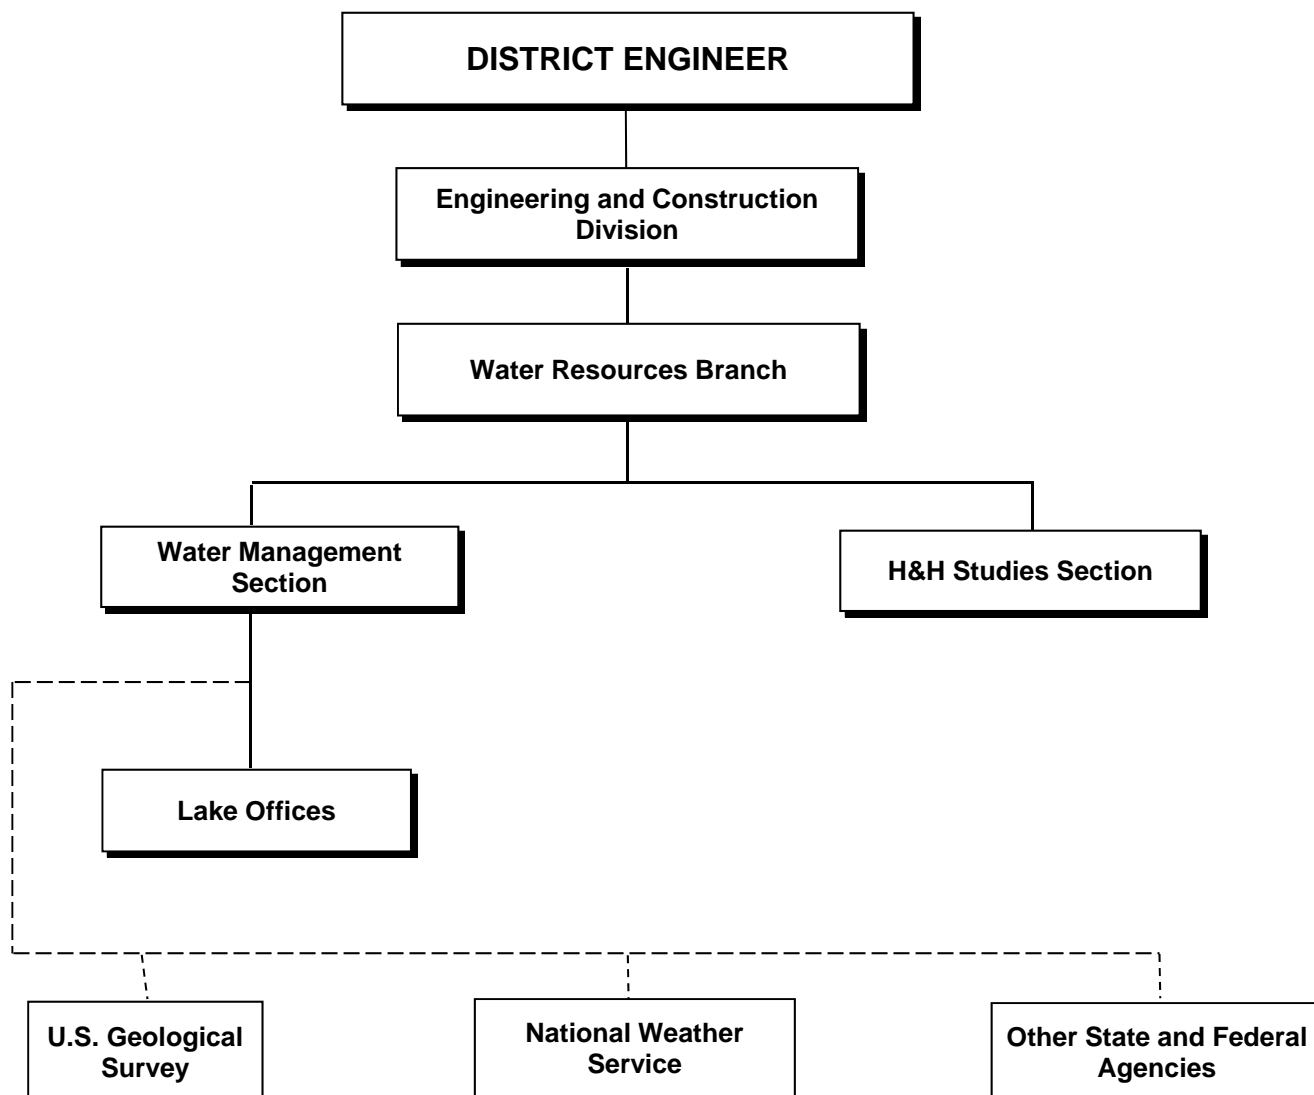 DISTRICT ENGINEER
Engineering and Construction
Division
Water Resources Branch
Water Management
Section
H&H Studies Section
Lake Offices
U.S. Geological
Survey
National Weather
Service
Other State and Federal
Agencies